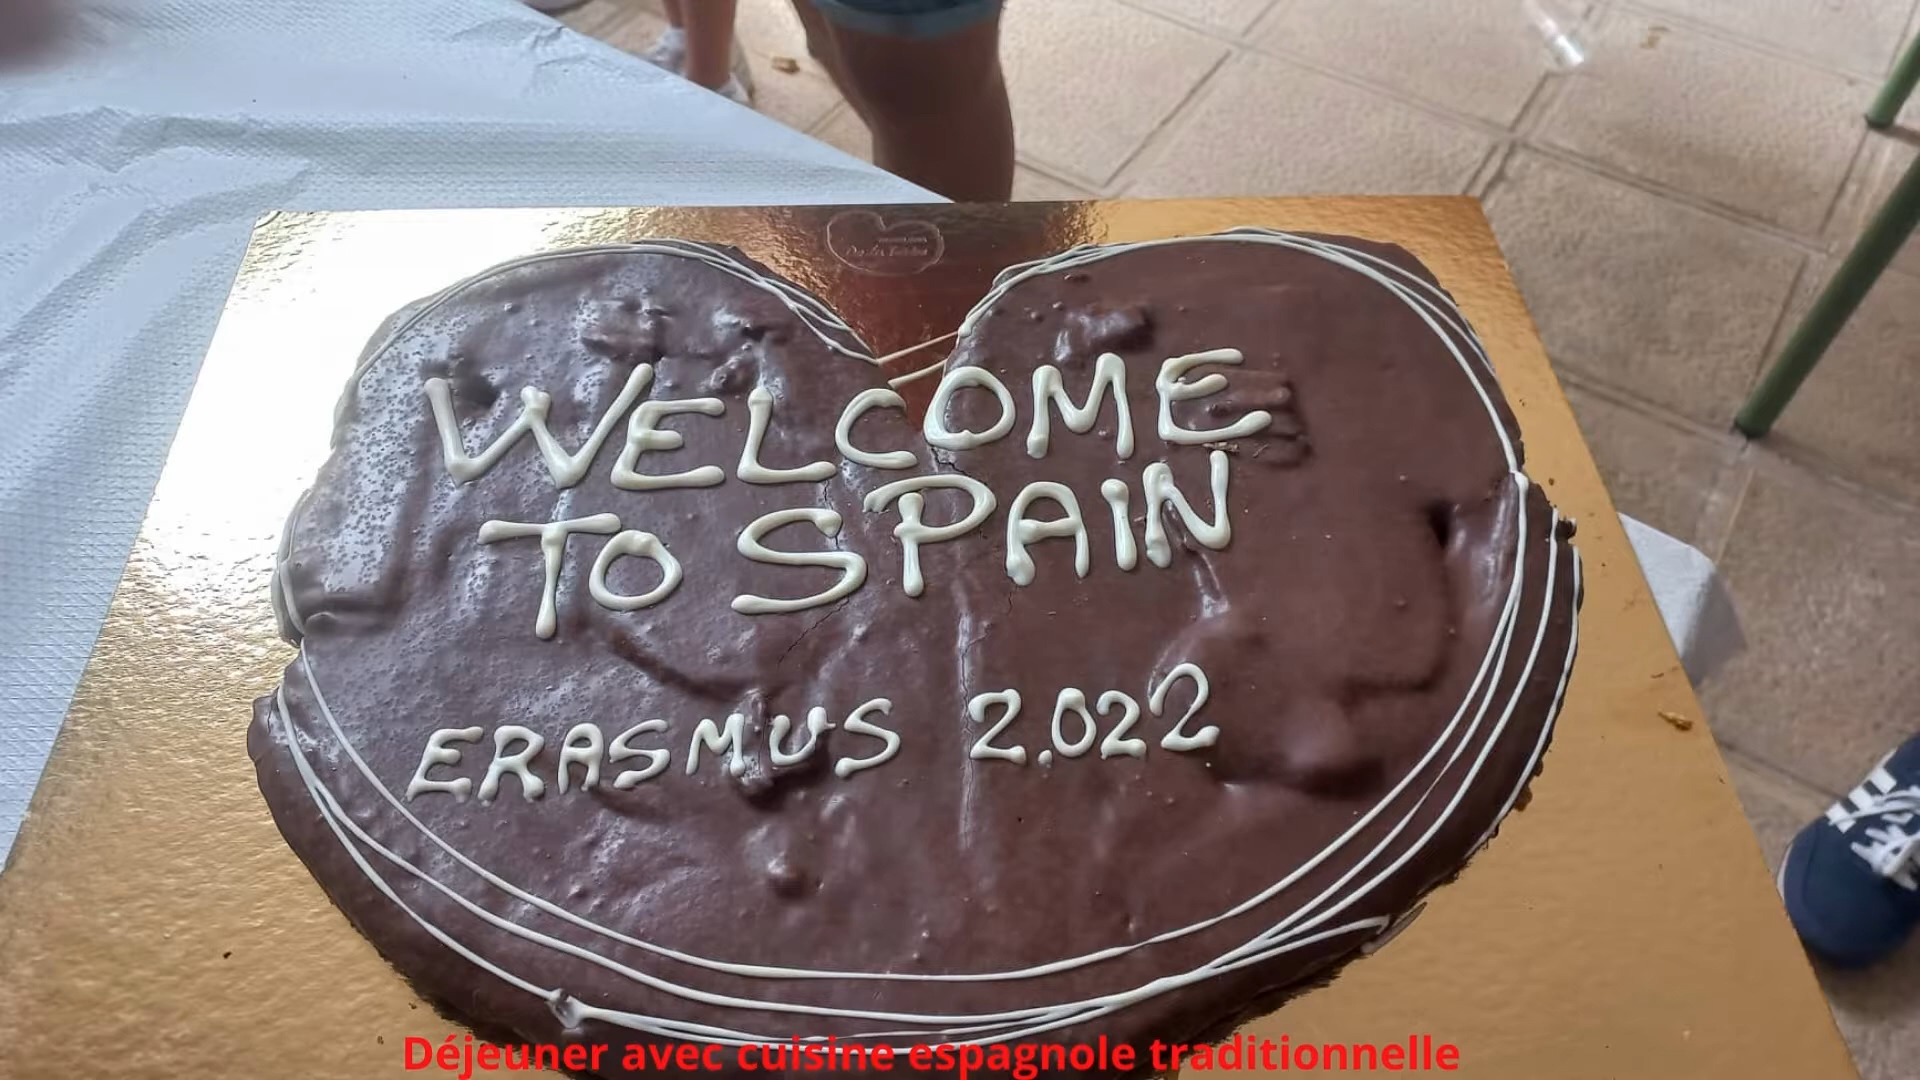 WELCOME
TO SPAIN
ERASMUS 2.022
Déjeuner avec cuisine espagnole traditionnelle